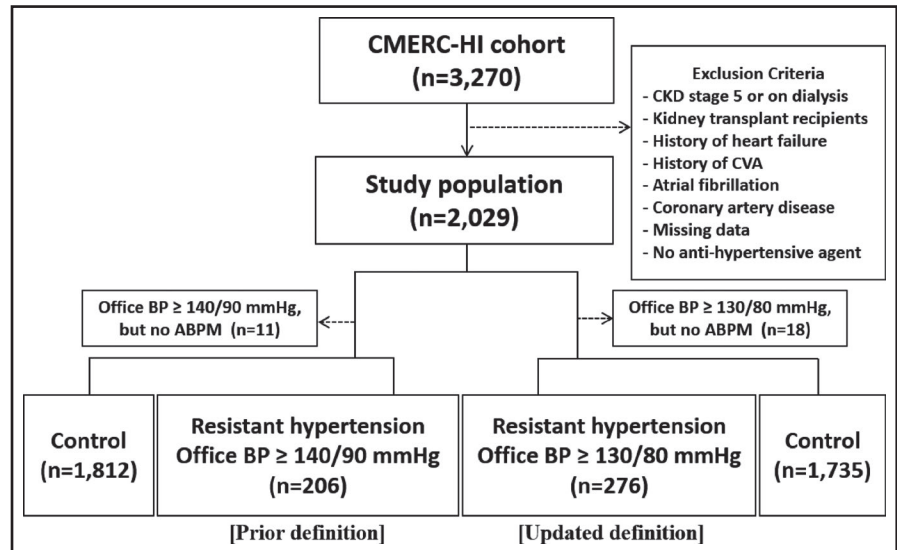 CMERC-HI cohort
(n=3,270)
Exclusion Criteria
- CKD stage 5 or on dialysis
- Kidney transplant recipients
- History of heart failure
- History of CVA
- Atrial fibrillation
- Coronary artery disease
- Missing data
- No anti-hypertensive agent
Study population
(n=2,029)
Office BP ≥ 140/90 mmHg,
but no ABPM (n=11)
Office BP ≥ 130/80 mmHg,
but no ABPM (n=18)
Control
(n=1,812)
Resistant hypertension
Office BP ≥ 140/90 mmHg
(n=206)
Resistant hypertension
Office BP ≥ 130/80 mmHg
(n=276)
Control
(n=1,735)
[Prior definition]
[Updated definition]